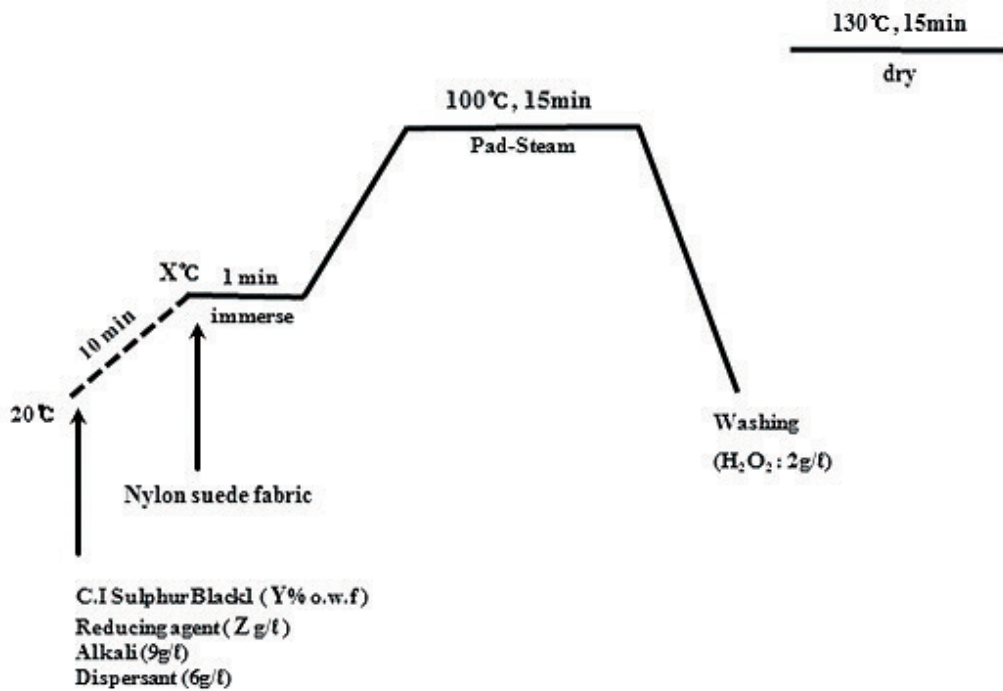 130℃, 15min
dry
100℃, 15min
Pad-Steam
X℃
1 min
immerse
10 min
20℃
Washing
(H₂O₂ : 2g/ℓ)
Nylon suede fabric
C.I Sulphur Black1 ( Y% o.w.f)
Reducing agent ( Z g/ℓ)
Alkali (9g/ℓ)
Dispersant (6g/ℓ)